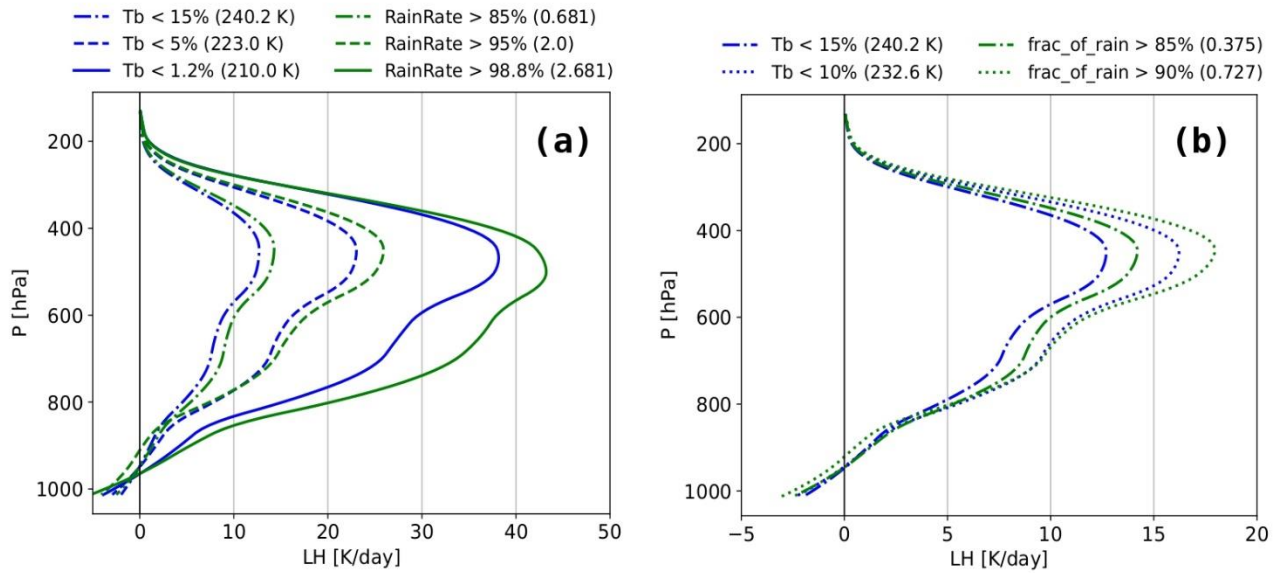 Tb < 15% (240.2 K)
Tb < 5% (223.0 K)
Tb < 1.2% (210.0 K)
RainRate > 85% (0.681)
RainRate > 95% (2.0)
RainRate > 98.8% (2.681)
(a)
200
400
600
800
1000
P [hPa]
0 10 20 30 40 50
LH [K/day]
Tb < 15% (240.2 K)
Tb < 10% (232.6 K)
frac_of_rain > 85% (0.375)
frac_of_rain > 90% (0.727)
(b)
200
400
600
800
1000
P [hPa]
−5 0 5 10 15 20
LH [K/day]